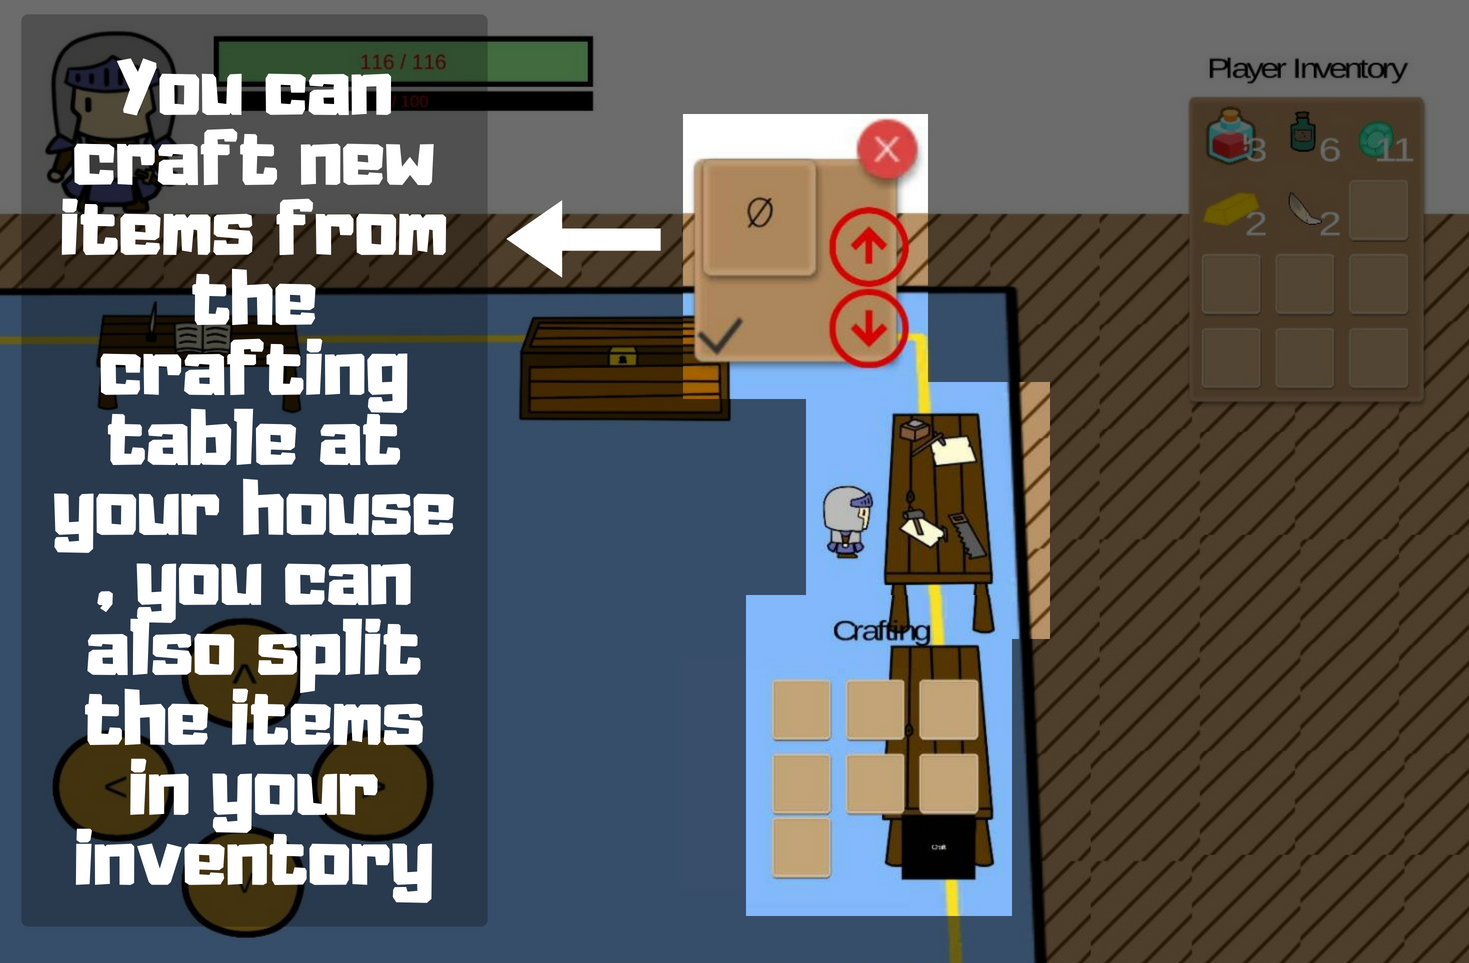 116 / 116
/ 100
You can
craft new
items from
the
crafting
table at
your house
, you can
also split
the items
in your
inventory
Player Inventory
3
6
11
2
2
Ø
Crafting
Craft